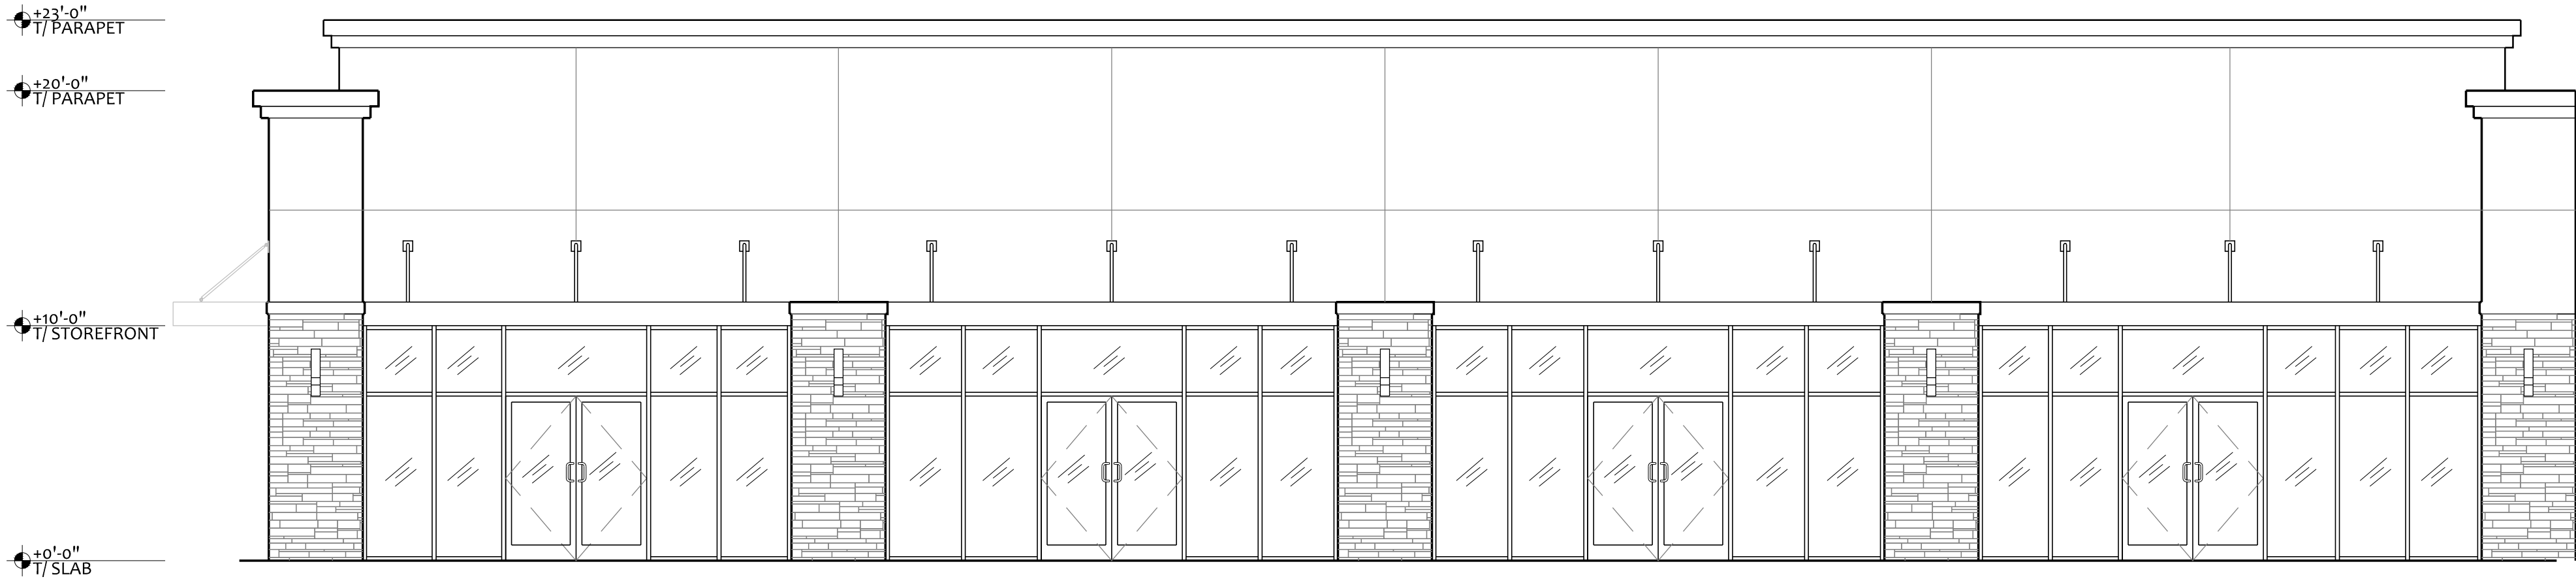 +23'-0"
T/ PARAPET
+20'-0"
T/ PARAPET
+10'-0"
T/ STOREFRONT
+0'-0"
T/ SLAB